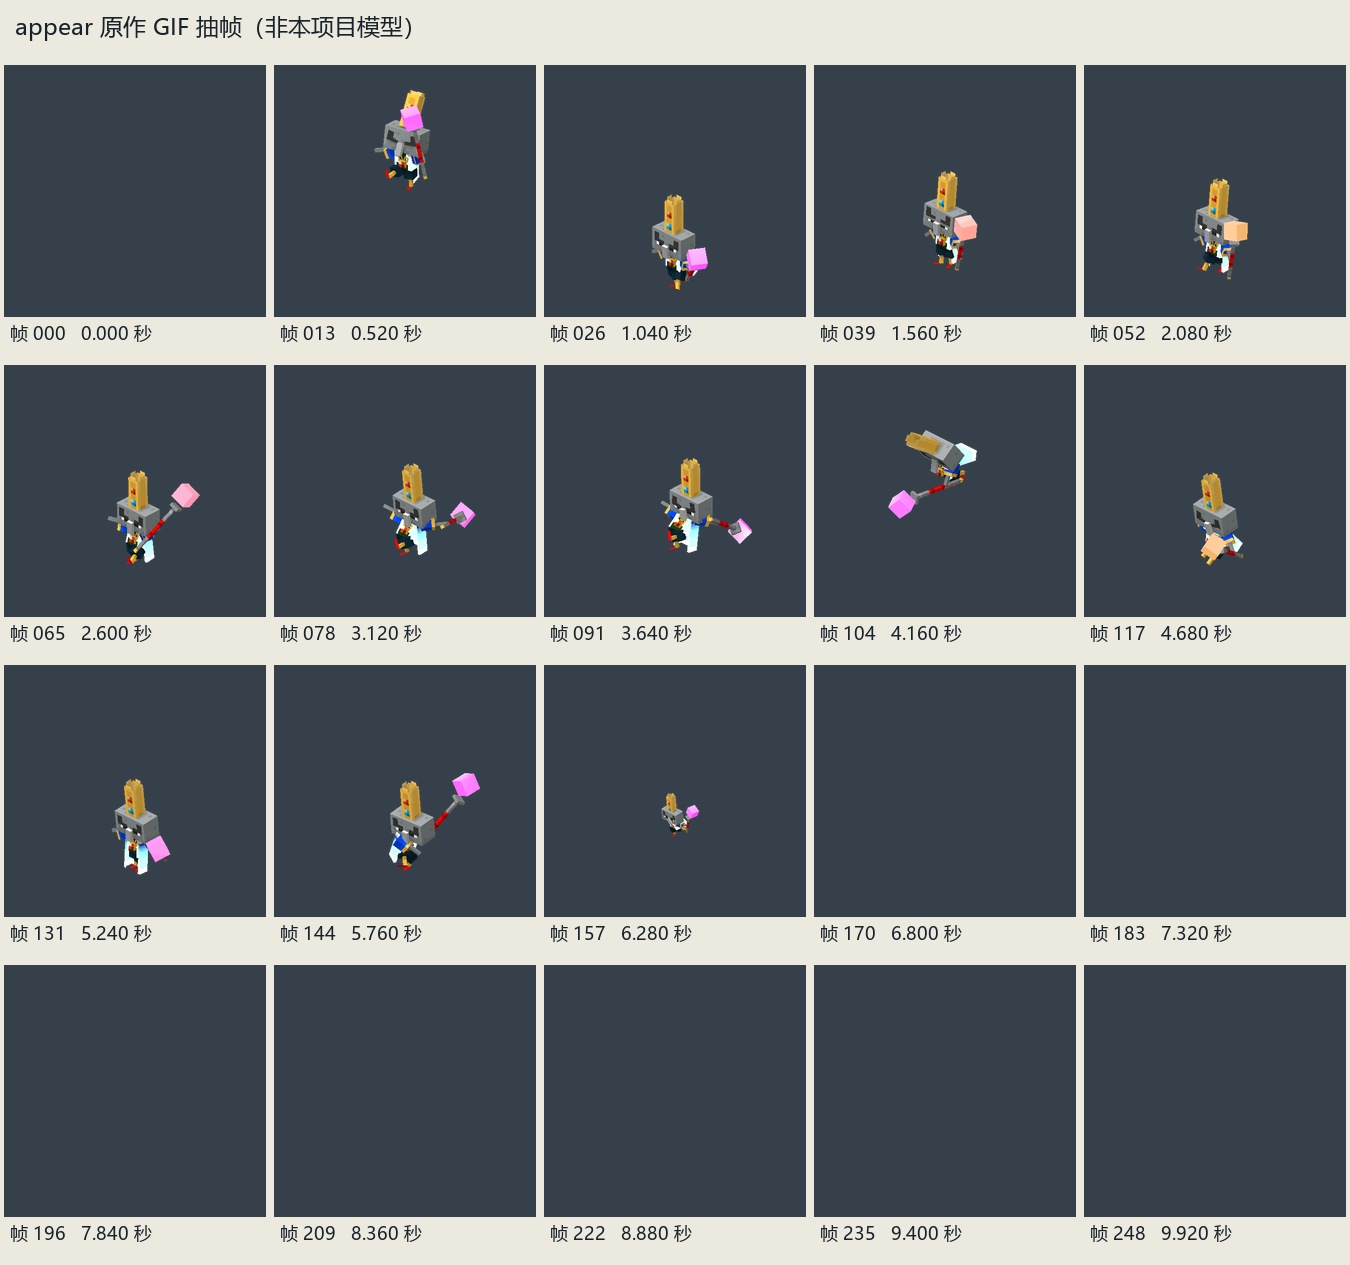 appear 原作 GIF 抽帧（非本项目模型）
帧 000 0.000 秒
帧 013 0.520 秒
帧 026 1.040 秒
帧 039 1.560 秒
帧 052 2.080 秒
帧 065 2.600 秒
帧 078 3.120 秒
帧 091 3.640 秒
帧 104 4.160 秒
帧 117 4.680 秒
帧 131 5.240 秒
帧 144 5.760 秒
帧 157 6.280 秒
帧 170 6.800 秒
帧 183 7.320 秒
帧 196 7.840 秒
帧 209 8.360 秒
帧 222 8.880 秒
帧 235 9.400 秒
帧 248 9.920 秒